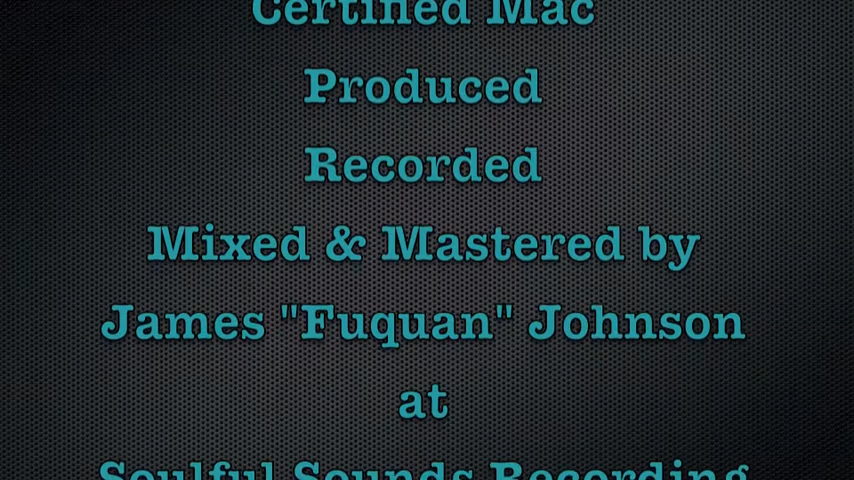 Certified Mac
Produced
Recorded
Mixed & Mastered by
James "Fuquan" Johnson
at
Soulful Sounds Recording